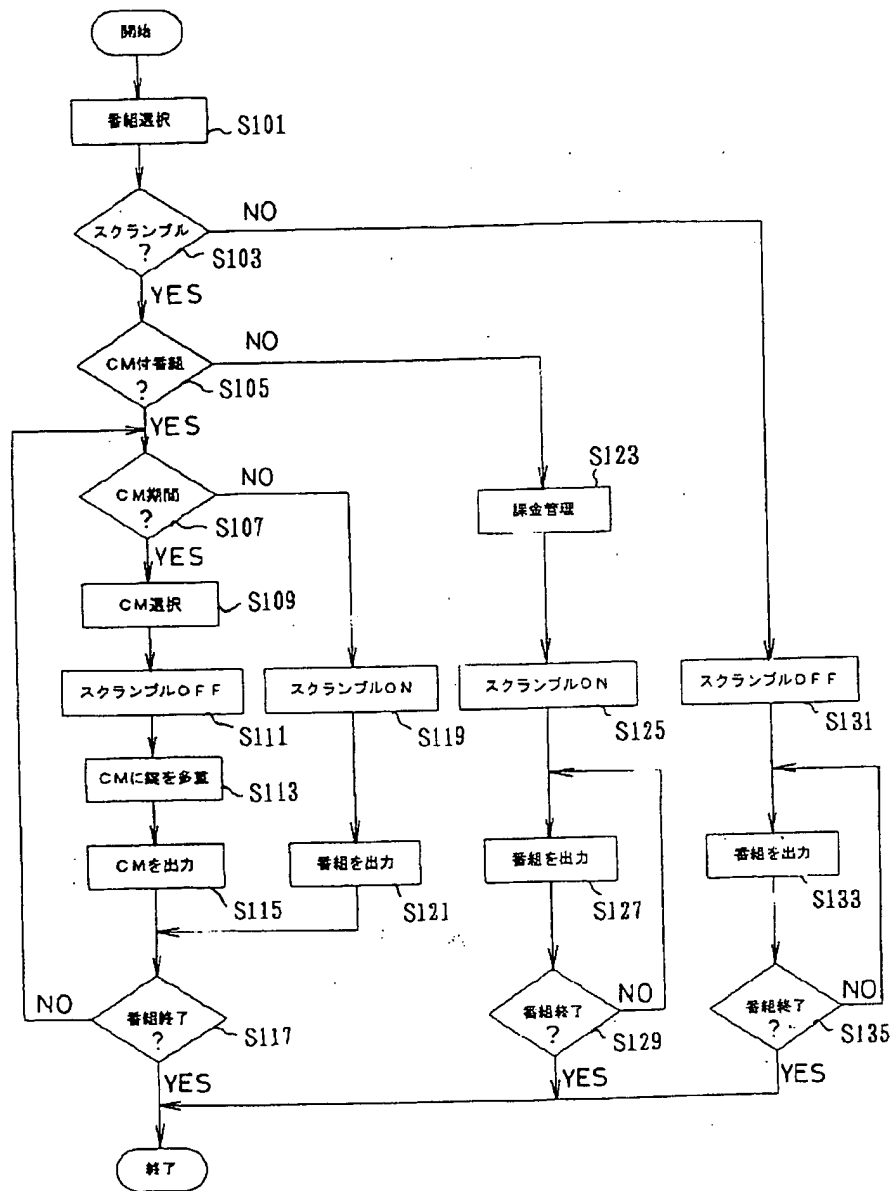 開始
番組選択
S101
スクランブル
?
S103
NO
YES
CM付番組
?
S105
NO
YES
CM期間
?
S107
NO
YES
S123
課金管理
CM選択
S109
スクランブルOFF
S111
スクランブルON
S119
スクランブルON
S125
スクランブルOFF
S131
CMに錠を多重
S113
CMを出力
S115
番組を出力
S121
番組を出力
S127
番組を出力
S133
番組終了
?
S117
NO
YES
番組終了
?
S129
NO
YES
番組終了
?
S135
NO
YES
終了